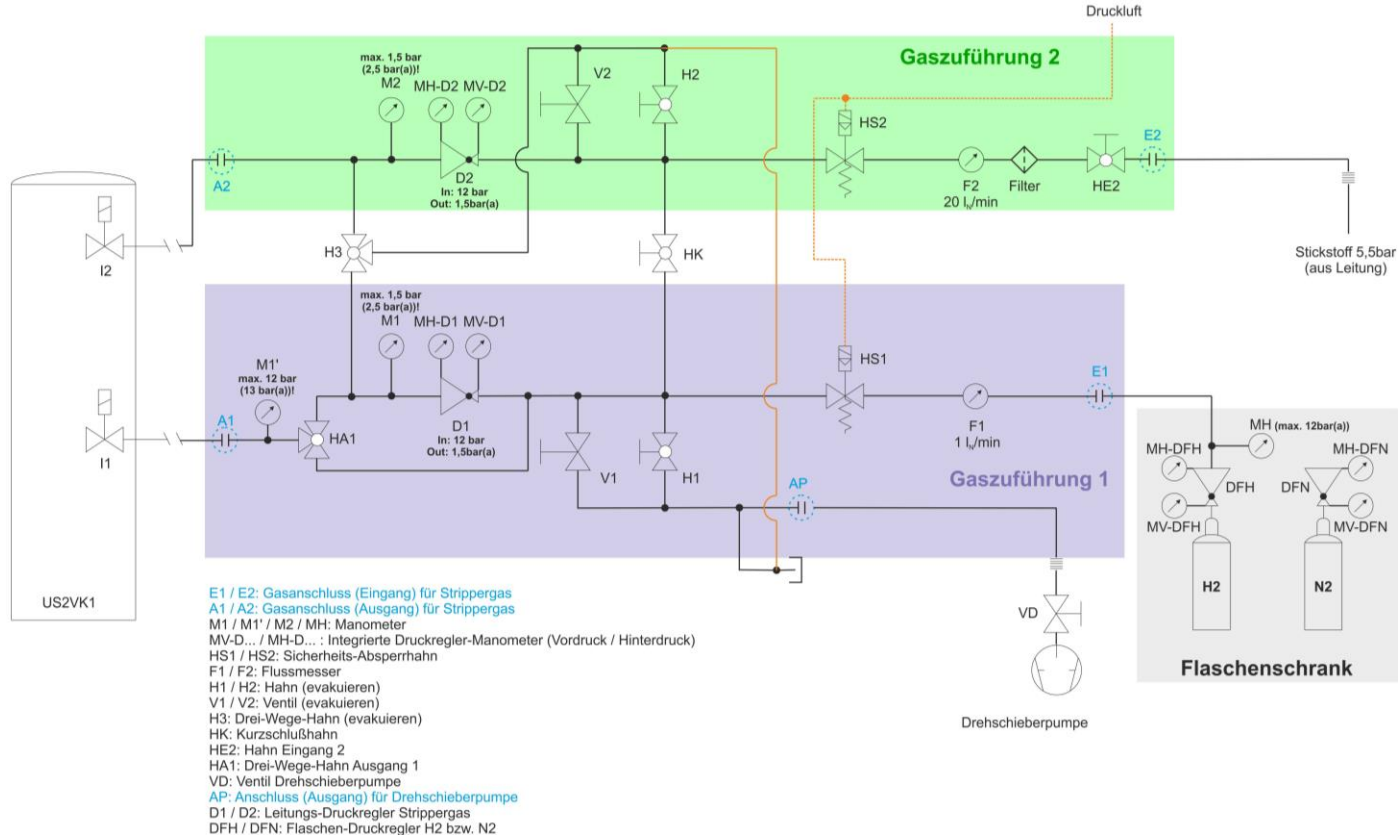 Druckluft
Gaszuführung 2
max. 1,5 bar
(2,5 bar(a))!
M2
MH-D2
MV-D2
V2
H2
HS2
E2
A2
D2
In: 12 bar
Out: 1,5bar(a)
F2
20 lN/min
Filter
HE2
I2
H3
HK
Stickstoff 5,5bar
(aus Leitung)
max. 1,5 bar
(2,5 bar(a))!
M1
MH-D1
MV-D1
HS1
M1'
max. 12 bar
(13 bar(a))!
E1
A1
HA1
D1
In: 12 bar
Out: 1,5bar(a)
F1
1 lN/min
MH (max. 12bar(a))
I1
V1
H1
Gaszuführung 1
AP
MH-DFH
DFH
MV-DFH
MH-DFN
DFN
MV-DFN
H2
N2
US2VK1
VD
Flaschenschrank
Drehschieberpumpe
E1 / E2: Gasanschluss (Eingang) für Strippergas
A1 / A2: Gasanschluss (Ausgang) für Strippergas
M1 / M1' / M2 / MH: Manometer
MV-D... / MH-D... : Integrierte Druckregler-Manometer (Vordruck / Hinterdruck)
HS1 / HS2: Sicherheits-Absperrhahn
F1 / F2: Flussmesser
H1 / H2: Hahn (evakuieren)
V1 / V2: Ventil (evakuieren)
H3: Drei-Wege-Hahn (evakuieren)
HK: Kurzschlußhahn
HE2: Hahn Eingang 2
HA1: Drei-Wege-Hahn Ausgang 1
VD: Ventil Drehschieberpumpe
AP: Anschluss (Ausgang) für Drehschieberpumpe
D1 / D2: Leitungs-Druckregler Strippergas
DFH / DFN: Flaschen-Druckregler H2 bzw. N2